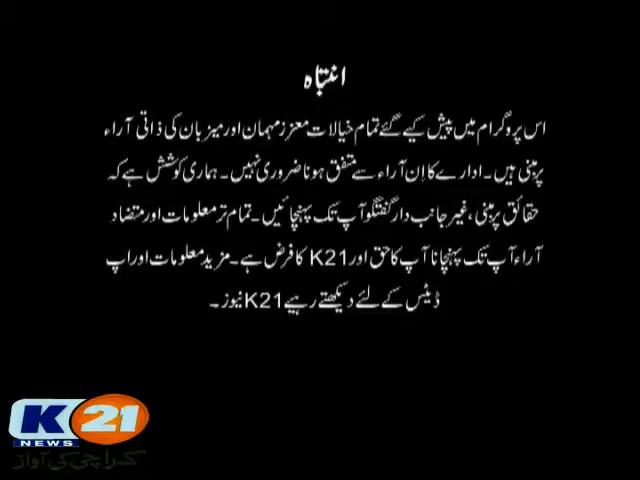 انتباہ
اس پروگرام میں پیش کیے گئے تمام خیالات معزز مہمان اور میزبان کی ذاتی آراء
پر مبنی ہیں۔ ادارے کا اِن آراء سے متفق ہونا ضروری نہیں۔ ہماری کوشش ہے کہ
حقائق پر مبنی، غیر جانب دار گفتگو آپ تک پہنچائیں۔ تمام تر معلومات اور متضاد
آراء آپ تک پہنچانا آپ کا حق اور K21 کا فرض ہے۔ مزید معلومات اور اپ
ڈیٹس کے لئے دیکھتے رہیے K21 نیوز۔
K21
NEWS
کراچی کی آواز